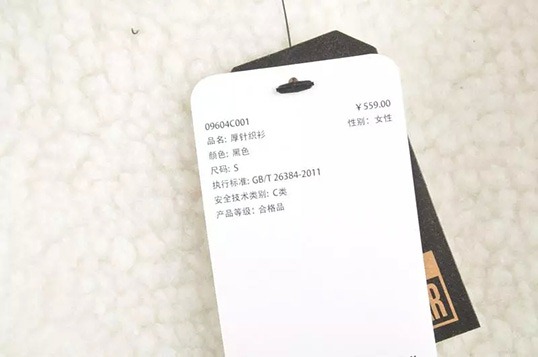 09604C001
¥ 559.00
品名: 厚针织衫
性别: 女性
颜色: 黑色
尺码: S
执行标准: GB/T 26384-2011
安全技术类别: C类
产品等级: 合格品